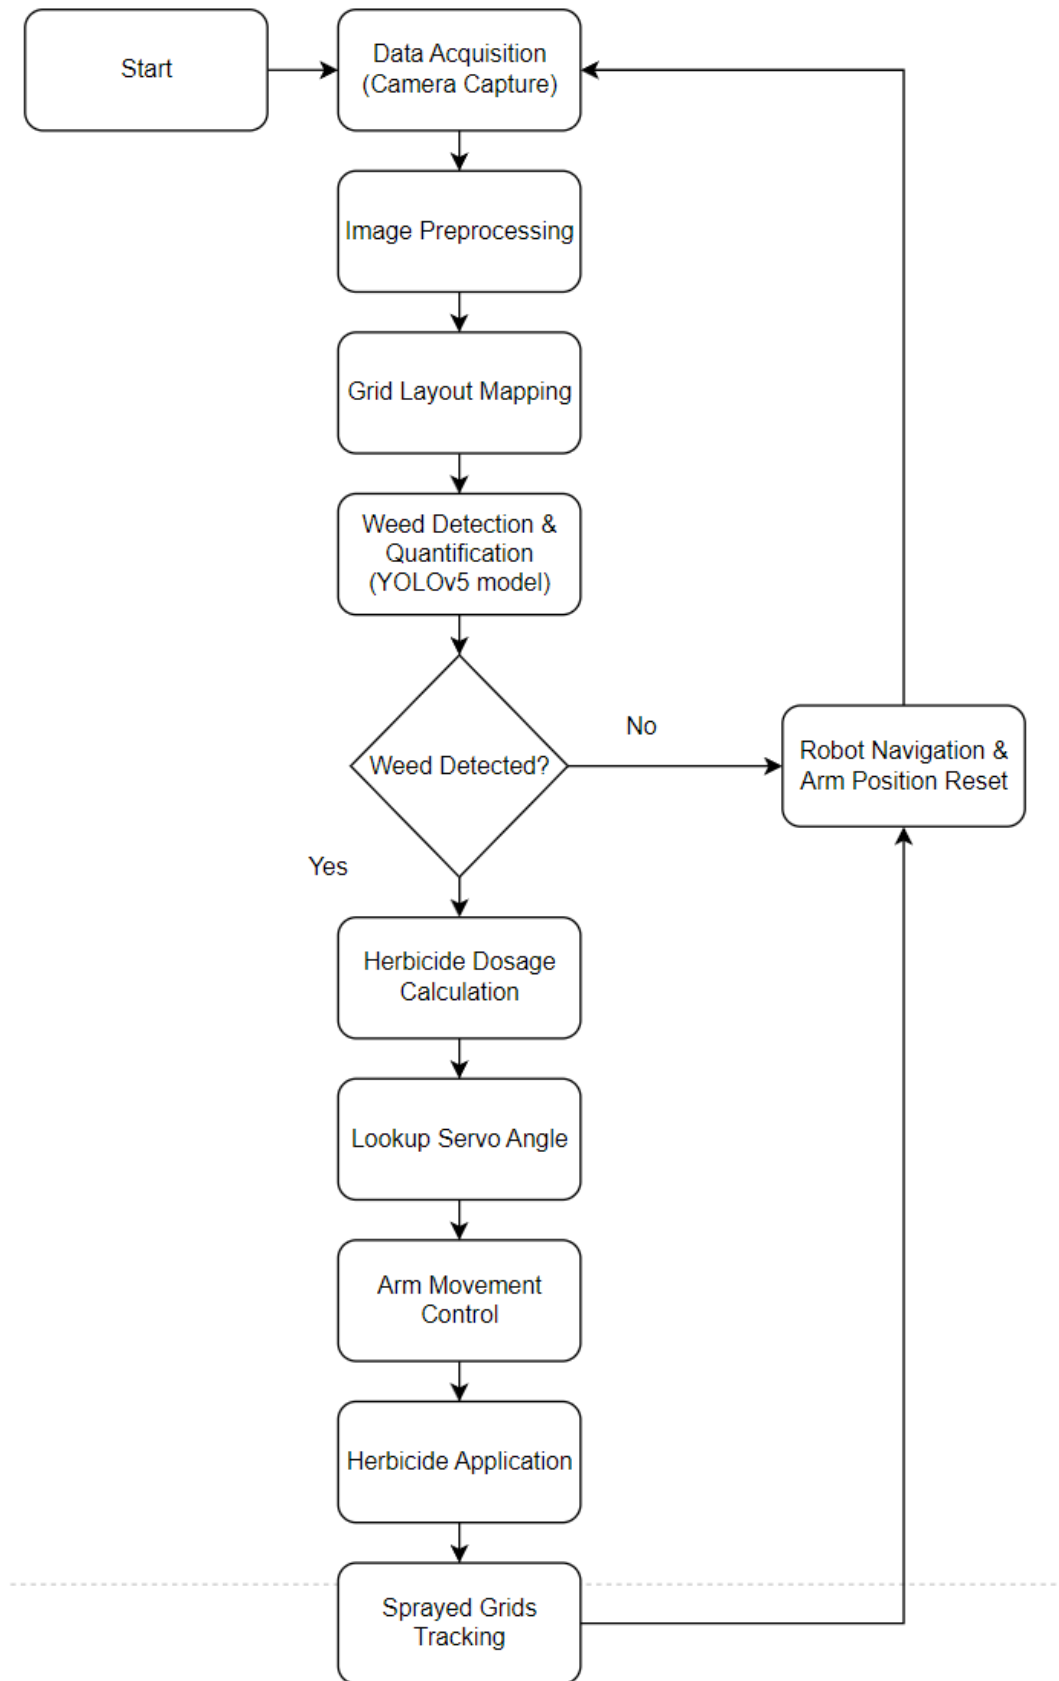 Start
Data Acquisition
(Camera Capture)
Image Preprocessing
Grid Layout Mapping
Weed Detection &
Quantification
(YOLOv5 model)
Weed Detected?
No
Robot Navigation &
Arm Position Reset
Yes
Herbicide Dosage
Calculation
Lookup Servo Angle
Arm Movement
Control
Herbicide Application
Sprayed Grids
Tracking